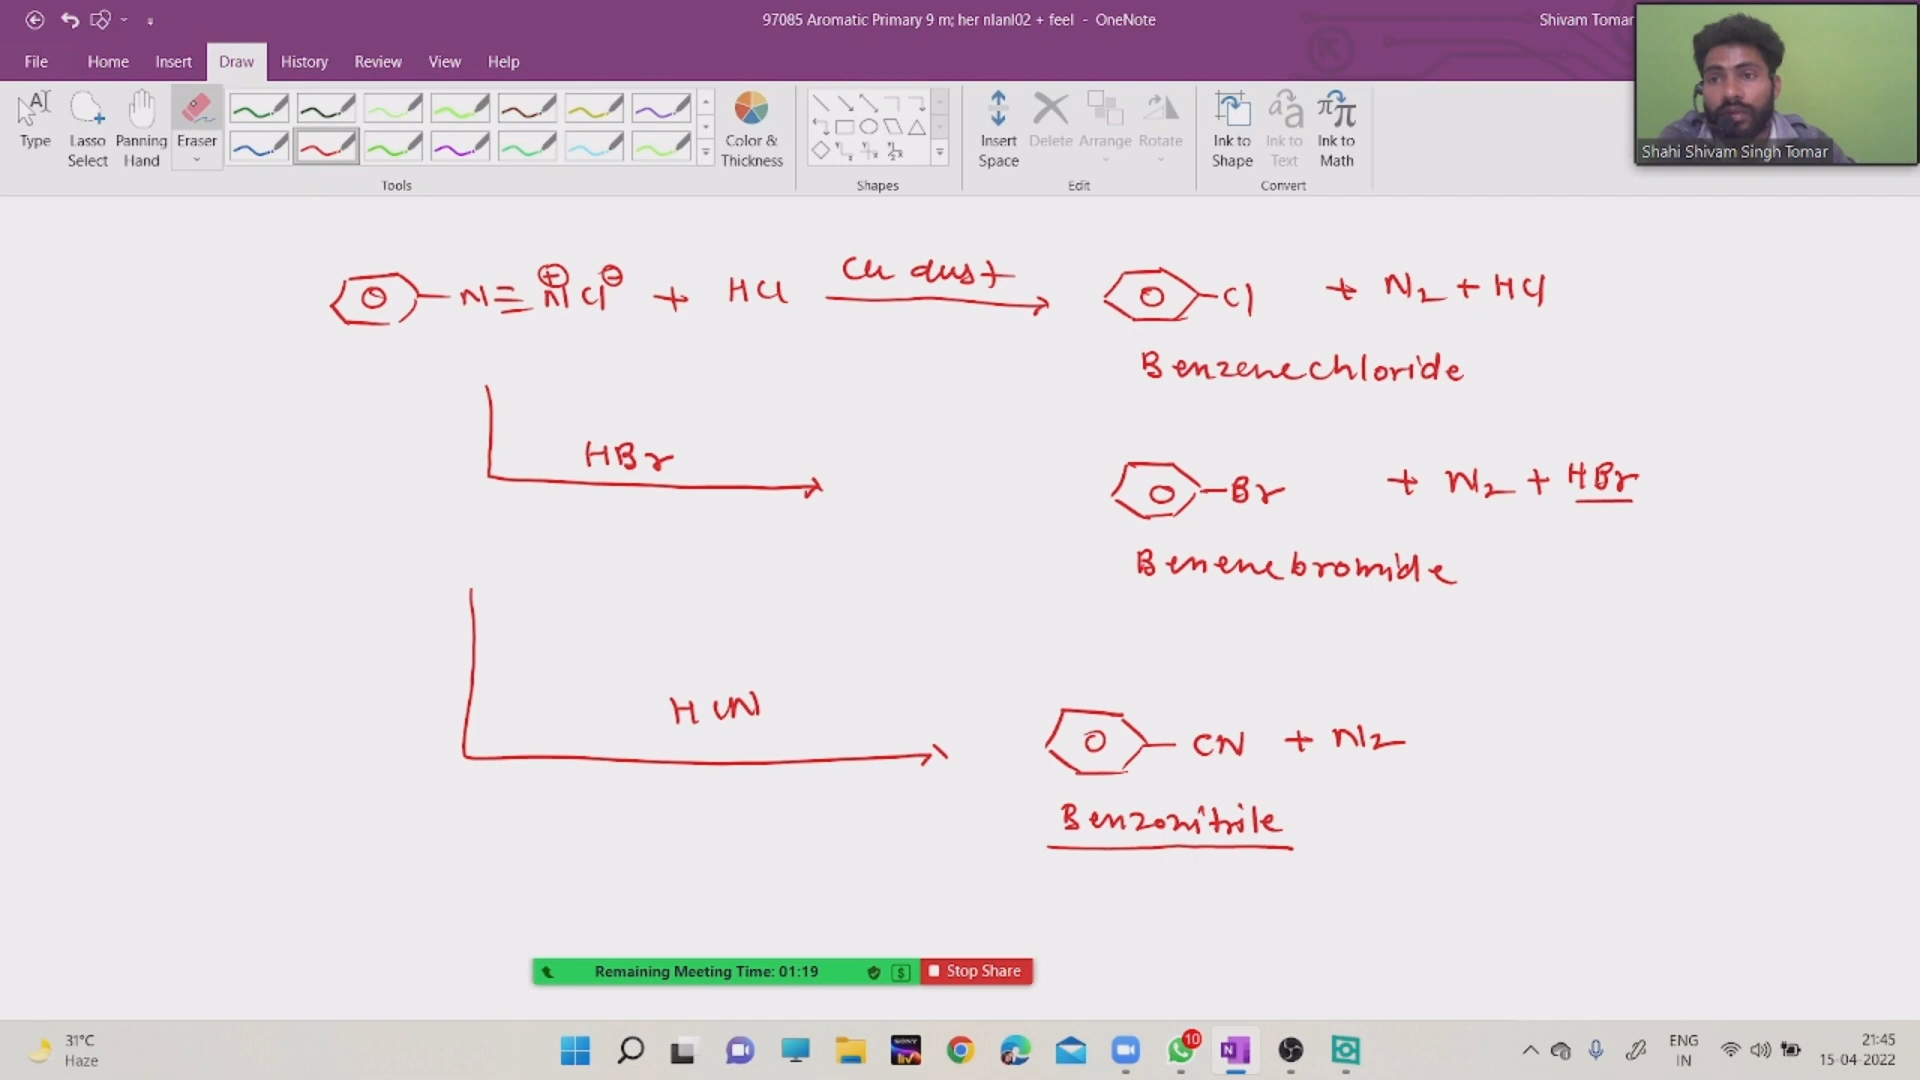 97085 Aromatic Primary 9 m; her nlanl02 + feel - OneNote
Shivam Tomar
File Home Insert Draw History Review View Help
Type
Lasso Select
Panning Hand
Eraser
Color & Thickness
Insert Space
Delete
Arrange
Rotate
Ink to Shape
Ink to Text
Ink to Math
Tools
Shapes
Edit
Convert
Shahi Shivam Singh Tomar
N≡N⊕Cl⊖ + HCl Cu dust Cl + N2 + HCl
Benzenechloride
HBr Br + N2 + HBr
Benenebromide
HCN CN + N2
Benzonitrile
Remaining Meeting Time: 01:19 Stop Share
31°C
Haze
10
ENG
IN
21:45
15-04-2022